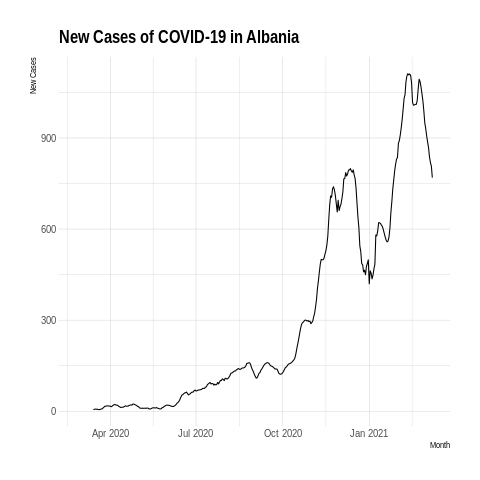 New Cases of COVID-19 in Albania
New Cases
900
600
300
0
Apr 2020 Jul 2020 Oct 2020 Jan 2021
Month